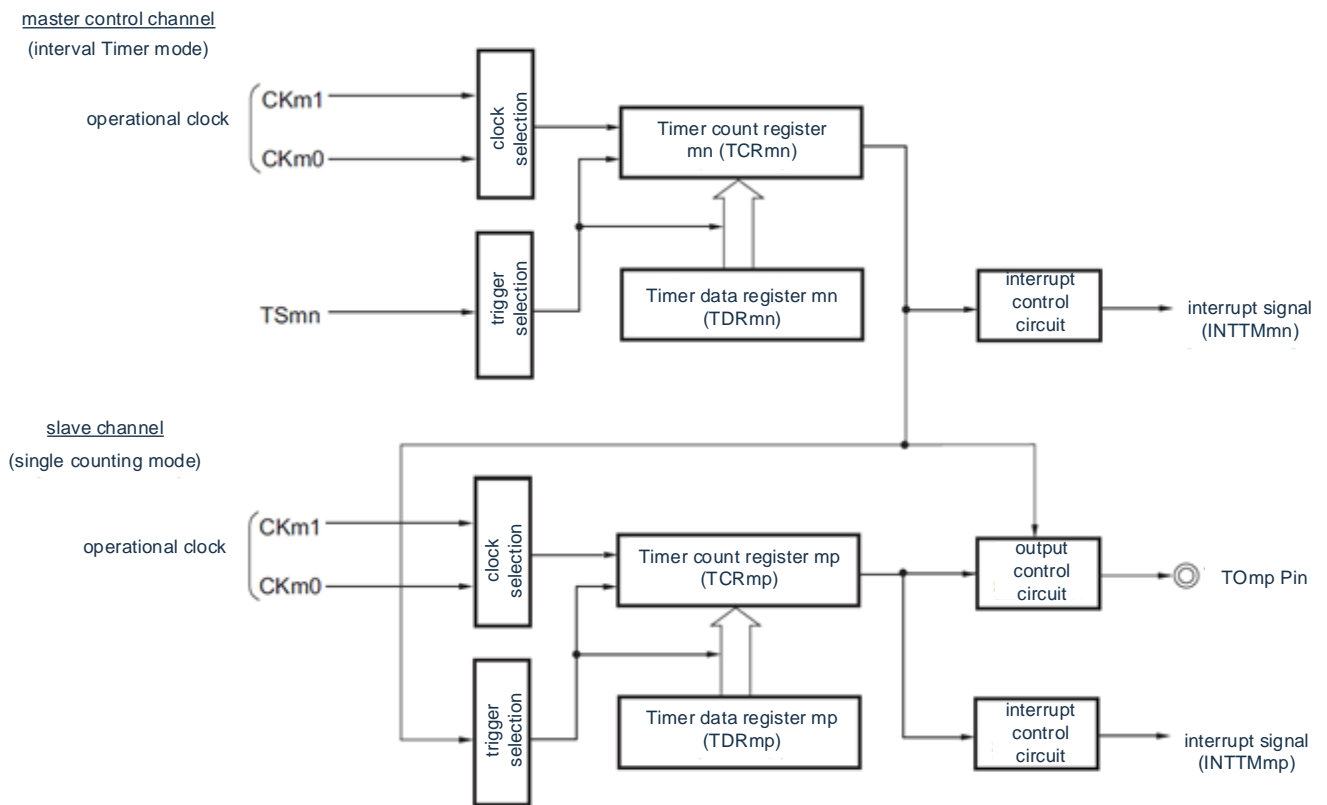 master control channel
(interval Timer mode)
operational clock
CKm1
CKm0
clock
selection
Timer count register
mn (TCRmn)
TSmn
trigger
selection
Timer data register mn
(TDRmn)
interrupt
control
circuit
interrupt signal
(INTTMmn)
slave channel
(single counting mode)
operational clock
CKm1
CKm0
clock
selection
Timer count register mp
(TCRmp)
output
control
circuit
TOmp Pin
trigger
selection
Timer data register mp
(TDRmp)
interrupt
control
circuit
interrupt signal
(INTTMmp)